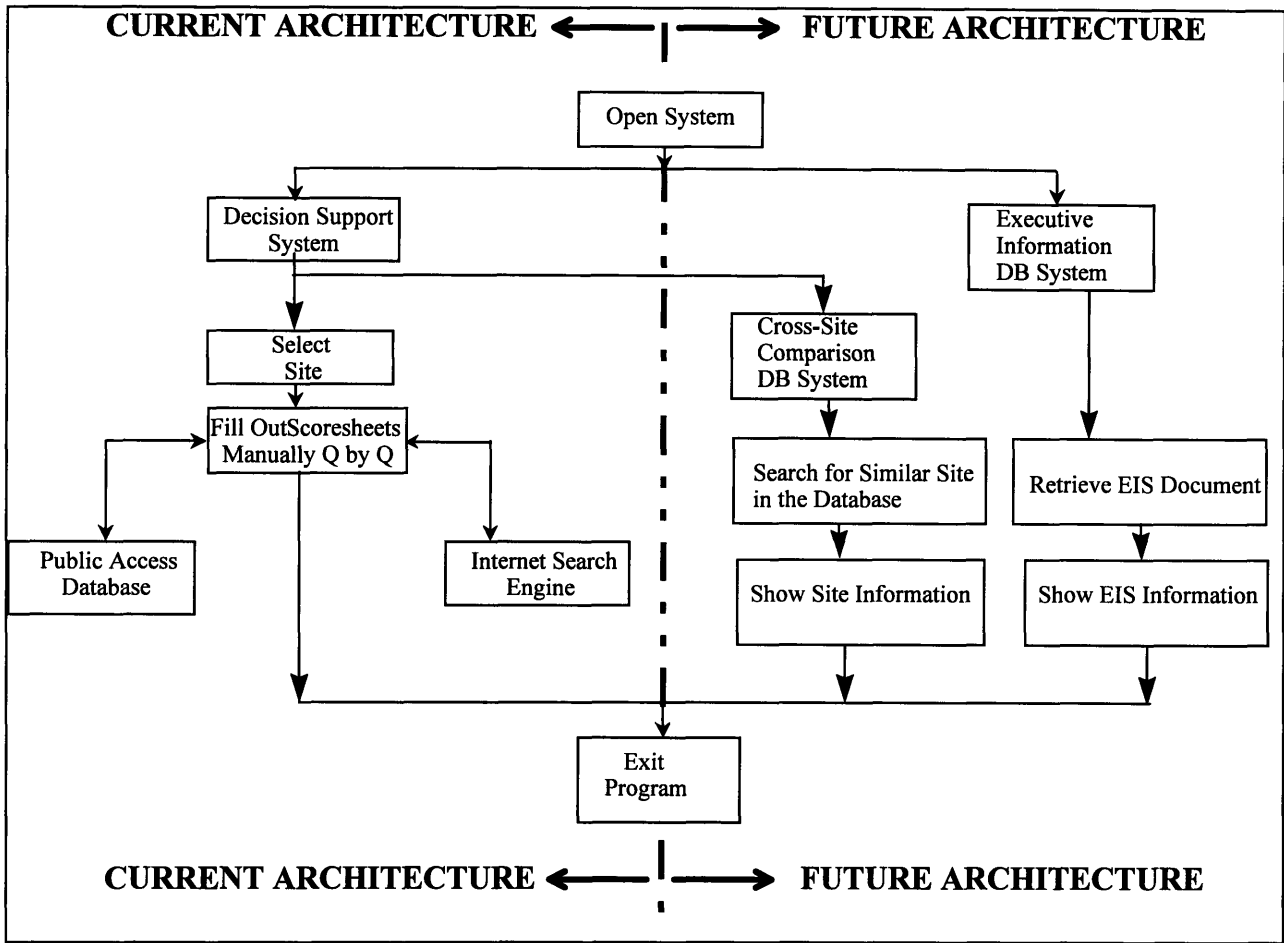 CURRENT ARCHITECTURE
FUTURE ARCHITECTURE
Open System
Decision Support
System
Executive
Information
DB System
Select
Site
Cross-Site
Comparison
DB System
Fill OutScoresheets
Manually Q by Q
Search for Similar Site
in the Database
Retrieve EIS Document
Public Access
Database
Internet Search
Engine
Show Site Information
Show EIS Information
Exit
Program
CURRENT ARCHITECTURE
FUTURE ARCHITECTURE